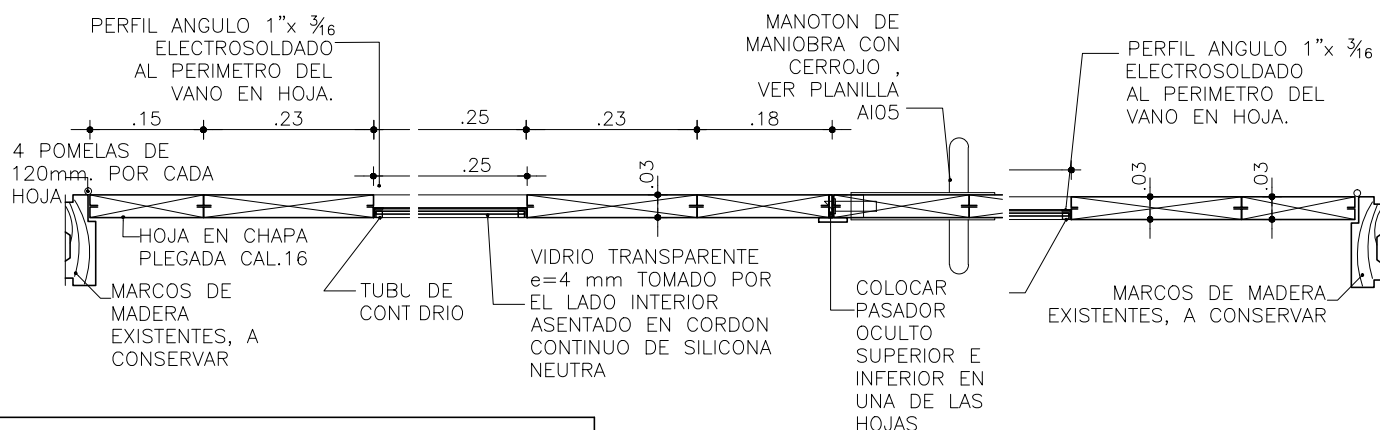 PERFIL ANGULO 1”x 3/16
ELECTROSOLDADO
AL PERIMETRO DEL
VANO EN HOJA.
MANOTON DE
MANIOBRA CON
CERROJO ,
VER PLANILLA
AI05
PERFIL ANGULO 1”x 3/16
ELECTROSOLDADO
AL PERIMETRO DEL
VANO EN HOJA.
.15
.23
.25
.23
.18
4 POMELAS DE
120mm. POR CADA
HOJA
.25
.03
.03
.03
HOJA EN CHAPA
PLEGADA CAL.16
MARCOS DE
MADERA
EXISTENTES, A
CONSERVAR
DE
DRIO
VIDRIO TRANSPARENTE
e=4 mm TOMADO POR
EL LADO INTERIOR
ASENTADO EN CORDON
CONTINUO DE SILICONA
NEUTRA
COLOCAR
PASADOR
OCULTO
SUPERIOR E
INFERIOR EN
UNA DE LAS
HOJAS
MARCOS DE MADERA
EXISTENTES, A CONSERVAR